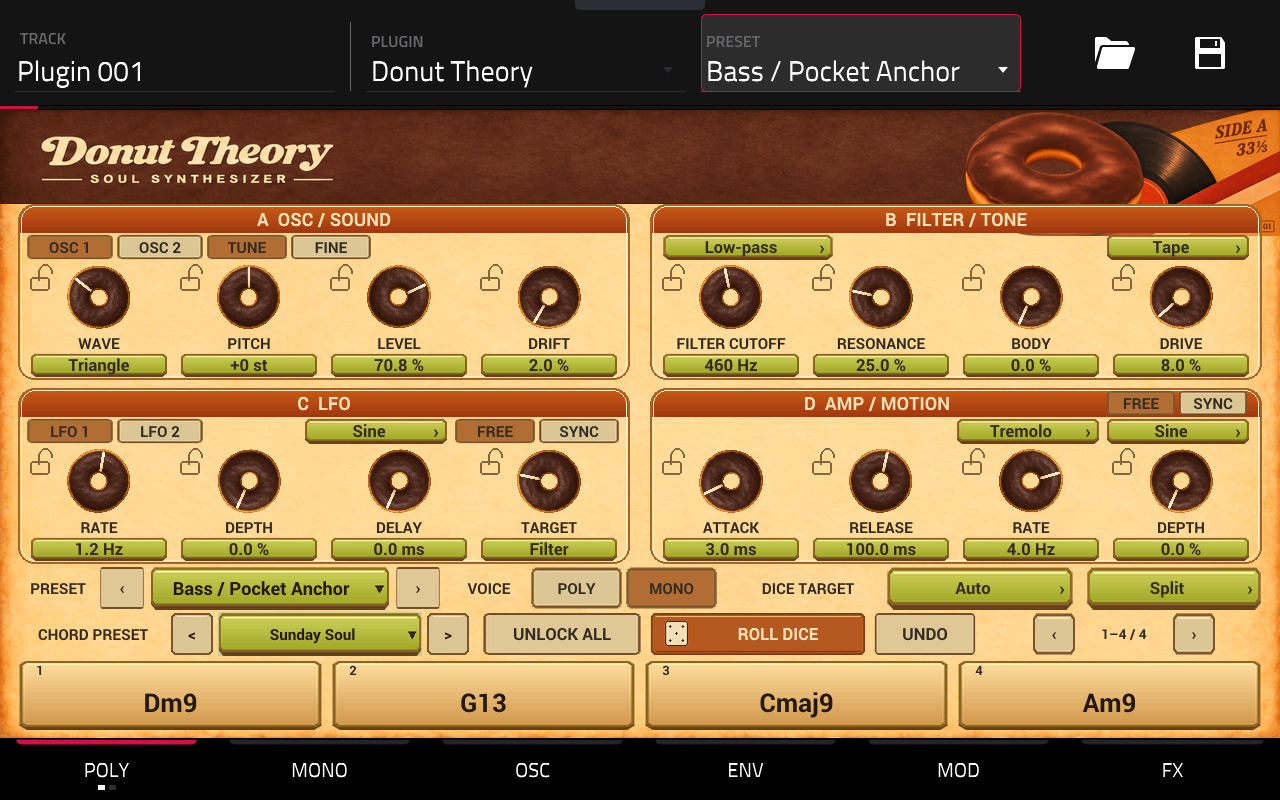 TRACK
Plugin 001
PLUGIN
Donut Theory
PRESET
Bass / Pocket Anchor
Donut Theory
SOUL SYNTHESIZER
SIDE A
33⅓
01
A OSC / SOUND
OSC 1 OSC 2 TUNE FINE
WAVE PITCH LEVEL DRIFT
Triangle +0 st 70.8 % 2.0 %
B FILTER / TONE
Low-pass › Tape ›
FILTER CUTOFF RESONANCE BODY DRIVE
460 Hz 25.0 % 0.0 % 8.0 %
C LFO
LFO 1 LFO 2 Sine › FREE SYNC
RATE DEPTH DELAY TARGET
1.2 Hz 0.0 % 0.0 ms Filter
D AMP / MOTION FREE SYNC
Tremolo › Sine ›
ATTACK RELEASE RATE DEPTH
3.0 ms 100.0 ms 4.0 Hz 0.0 %
PRESET ‹ Bass / Pocket Anchor ▾ › VOICE POLY MONO DICE TARGET Auto › Split ›
CHORD PRESET < Sunday Soul ▾ > UNLOCK ALL ROLL DICE UNDO ‹ 1–4 / 4 ›
1 2 3 4
Dm9 G13 Cmaj9 Am9
POLY MONO OSC ENV MOD FX